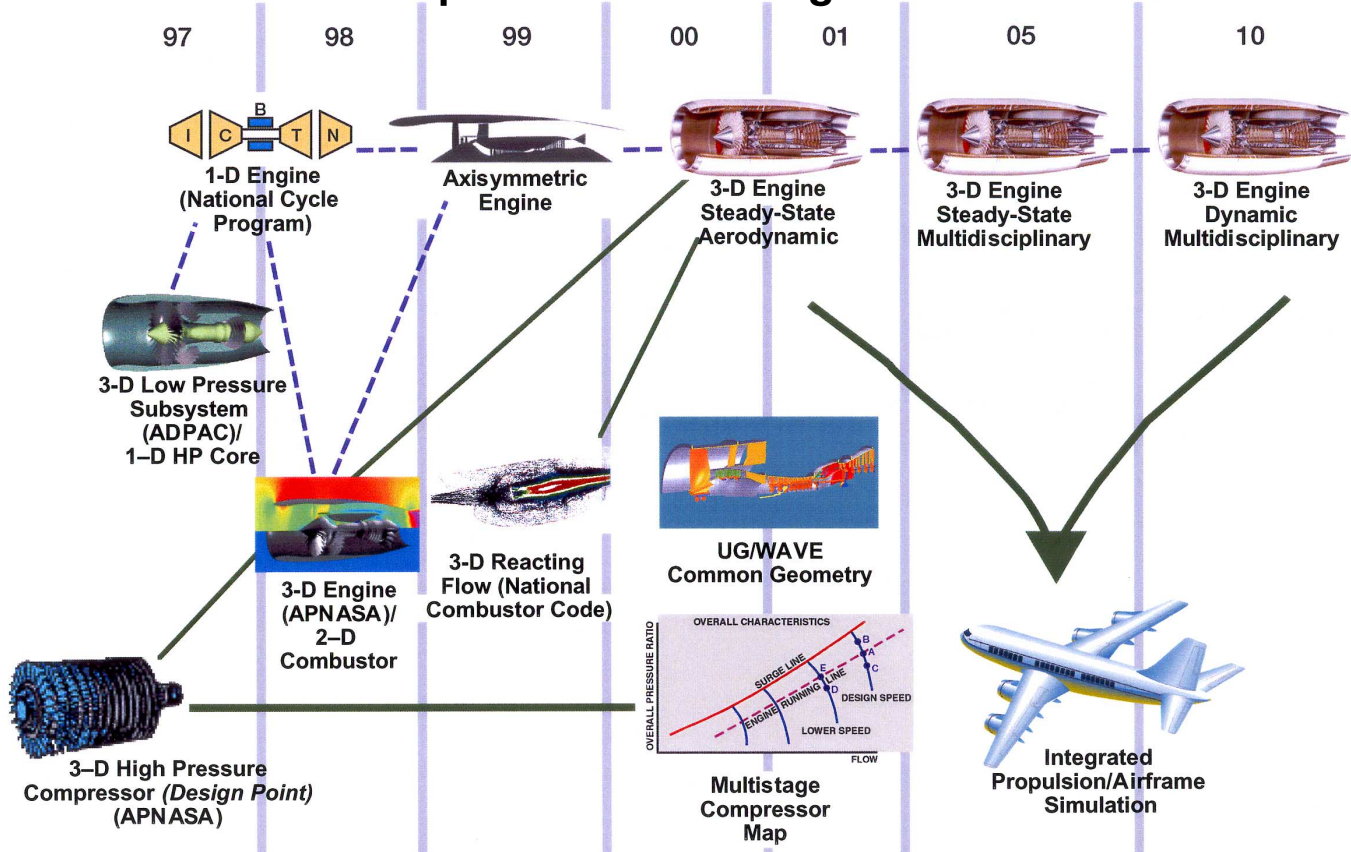 97
98
99
00
01
05
10
B
I C T N
1-D Engine
(National Cycle
Program)
Axisymmetric
Engine
3-D Engine
Steady-State
Aerodynamic
3-D Engine
Steady-State
Multidisciplinary
3-D Engine
Dynamic
Multidisciplinary
3-D Low Pressure
Subsystem
(ADPAC)/
1–D HP Core
3-D Engine
(APNASA)/
2–D
Combustor
3-D Reacting
Flow (National
Combustor Code)
UG/WAVE
Common Geometry
OVERALL CHARACTERISTICS
OVERALL PRESSURE RATIO
SURGE LINE
ENGINE RUNNING LINE
B
A
C
E
D
DESIGN SPEED
LOWER SPEED
FLOW
Multistage
Compressor
Map
3–D High Pressure
Compressor (Design Point)
(APNASA)
Integrated
Propulsion/Airframe
Simulation